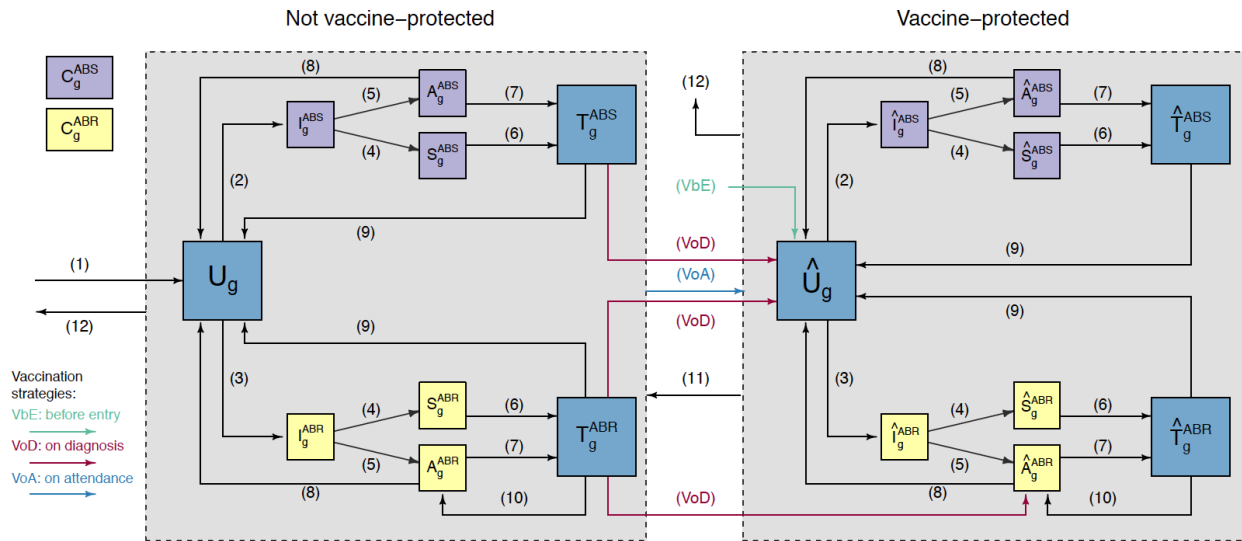 Not vaccine–protected
Vaccine–protected
C_g^ABS
C_g^ABR
(8)
A_g^ABS
(5)
(7)
I_g^ABS
T_g^ABS
(4)
S_g^ABS
(6)
(2)
(9)
(1)
U_g
(12)
(9)
(3)
S_g^ABR
(4)
(6)
I_g^ABR
T_g^ABR
(5)
A_g^ABR
(7)
(8)
(10)
Vaccination
strategies:
VbE: before entry
VoD: on diagnosis
VoA: on attendance
(12)
(VbE)
(VoD)
(VoA)
(VoD)
(11)
(VoD)
(8)
Â_g^ABS
(5)
(7)
Î_g^ABS
T̂_g^ABS
(4)
Ŝ_g^ABS
(6)
(2)
(9)
Û_g
(9)
(3)
Ŝ_g^ABR
(4)
(6)
Î_g^ABR
T̂_g^ABR
(5)
Â_g^ABR
(7)
(8)
(10)